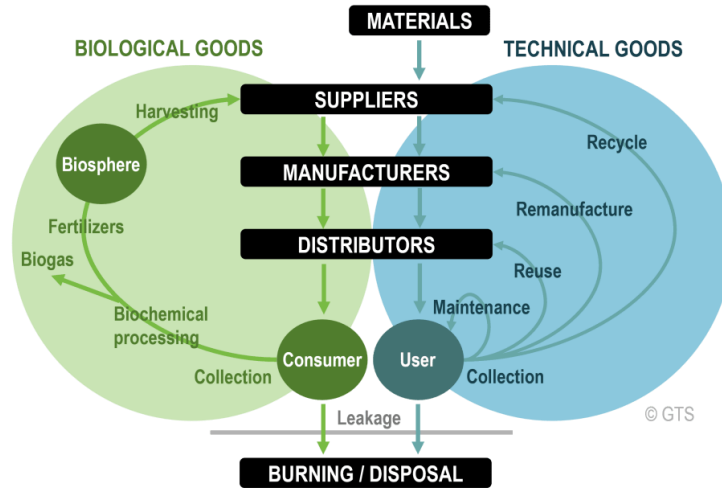 MATERIALS
BIOLOGICAL GOODS
TECHNICAL GOODS
SUPPLIERS
Harvesting
Recycle
Biosphere
MANUFACTURERS
Remanufacture
Fertilizers
DISTRIBUTORS
Biogas
Reuse
Maintenance
Biochemical
processing
Consumer
User
Collection
Collection
Leakage
© GTS
BURNING / DISPOSAL